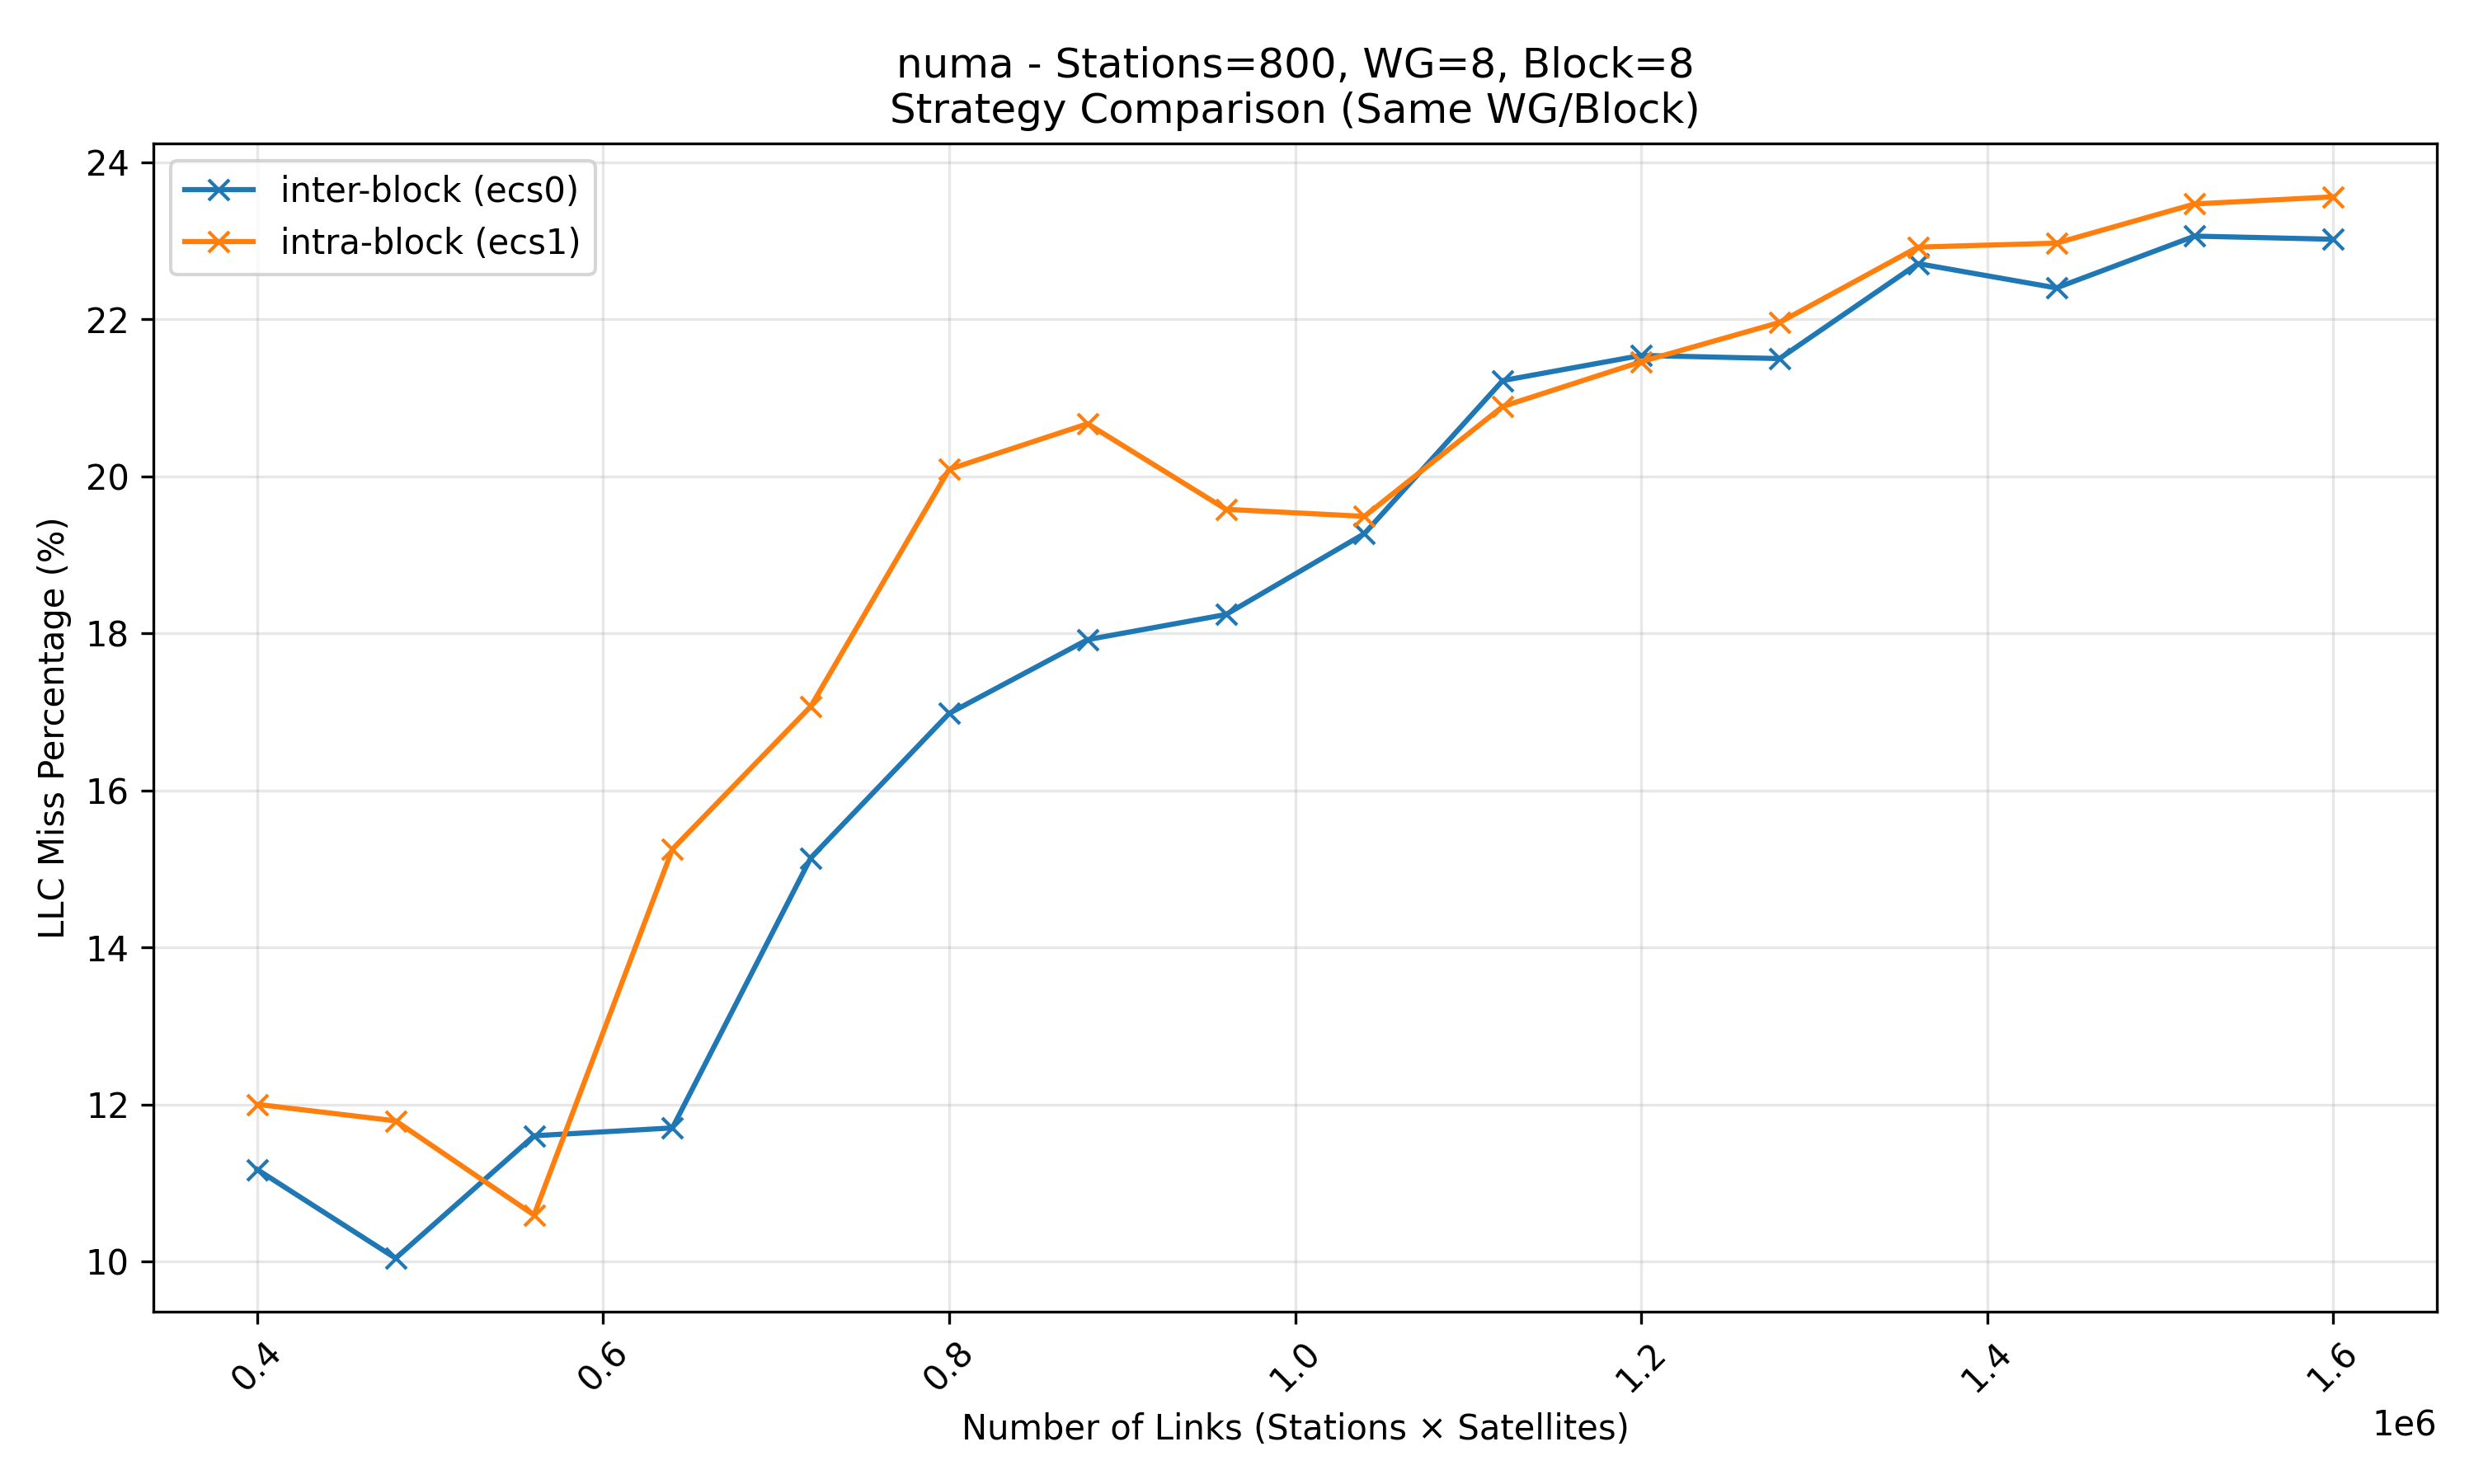 numa - Stations=800, WG=8, Block=8
Strategy Comparison (Same WG/Block)
inter-block (ecs0)
intra-block (ecs1)
LLC Miss Percentage (%)
24
22
20
18
16
14
12
10
0.4
0.6
0.8
1.0
1.2
1.4
1.6
1e6
Number of Links (Stations × Satellites)